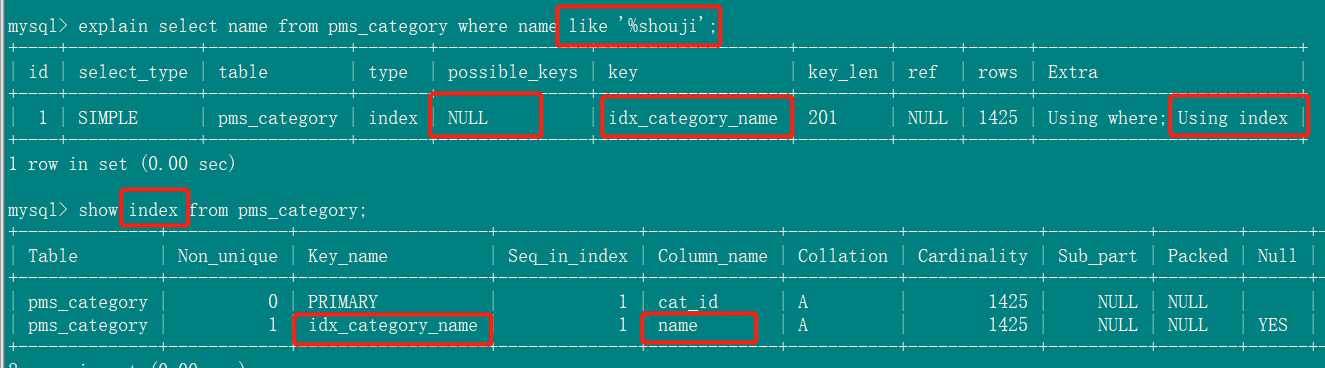 mysql> explain select name from pms_category where name like '%shouji';
+----+-------------+--------------+-------+---------------+-------------------+---------+------+------+--------------------------+
| id | select_type | table | type | possible_keys | key | key_len | ref | rows | Extra |
| 1 | SIMPLE | pms_category | index | NULL | idx_category_name | 201 | NULL | 1425 | Using where; Using index |
1 row in set (0.00 sec)
mysql> show index from pms_category;
| Table | Non_unique | Key_name | Seq_in_index | Column_name | Collation | Cardinality | Sub_part | Packed | Null |
| pms_category | 0 | PRIMARY | 1 | cat_id | A | 1425 | NULL | NULL | |
| pms_category | 1 | idx_category_name | 1 | name | A | 1425 | NULL | NULL | YES |